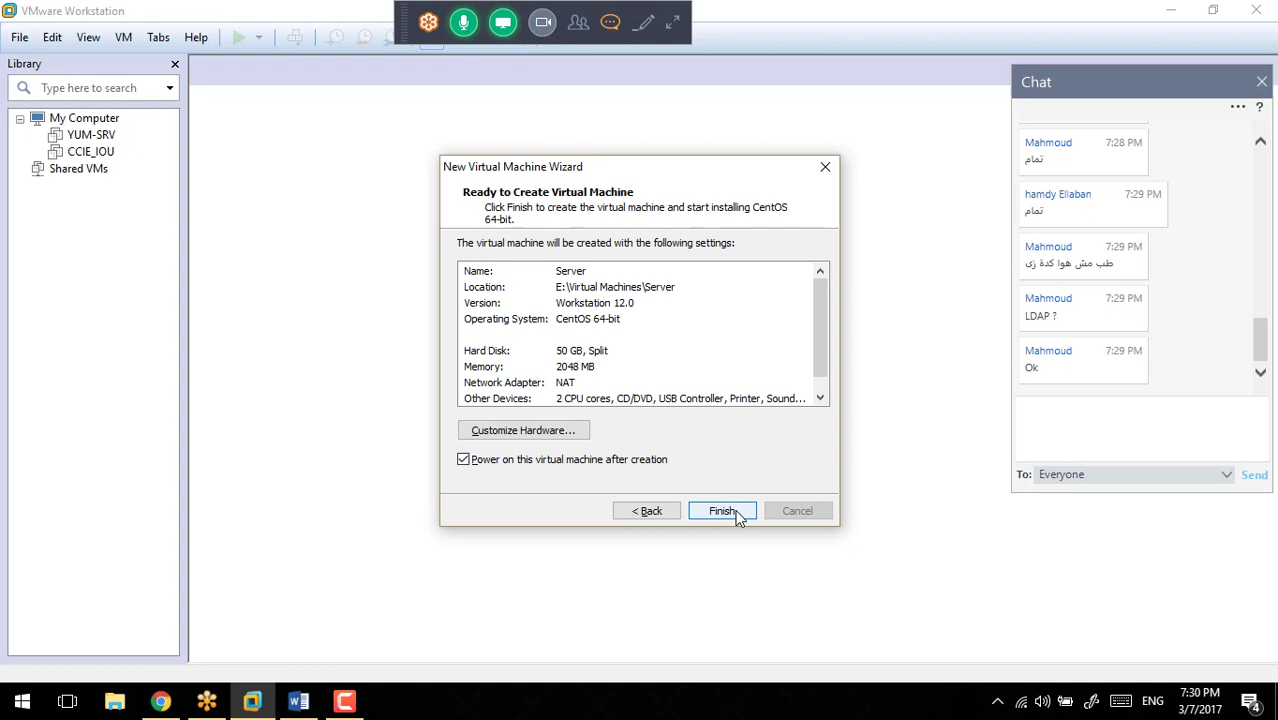 VMware Workstation
File Edit View VM Tabs Help
Library
Type here to search
My Computer
YUM-SRV
CCIE_IOU
Shared VMs
New Virtual Machine Wizard
Ready to Create Virtual Machine
Click Finish to create the virtual machine and start installing CentOS
64-bit.
The virtual machine will be created with the following settings:
Name: Server
Location: E:\Virtual Machines\Server
Version: Workstation 12.0
Operating System: CentOS 64-bit
Hard Disk: 50 GB, Split
Memory: 2048 MB
Network Adapter: NAT
Other Devices: 2 CPU cores, CD/DVD, USB Controller, Printer, Sound...
Customize Hardware...
Power on this virtual machine after creation
< Back Finish Cancel
Chat
?
Mahmoud 7:28 PM
تمام
hamdy Ellaban 7:29 PM
تمام
Mahmoud 7:29 PM
طب مش هوا كدة زى
Mahmoud 7:29 PM
LDAP ?
Mahmoud 7:29 PM
Ok
To: Everyone Send
ENG
7:30 PM
3/7/2017
4